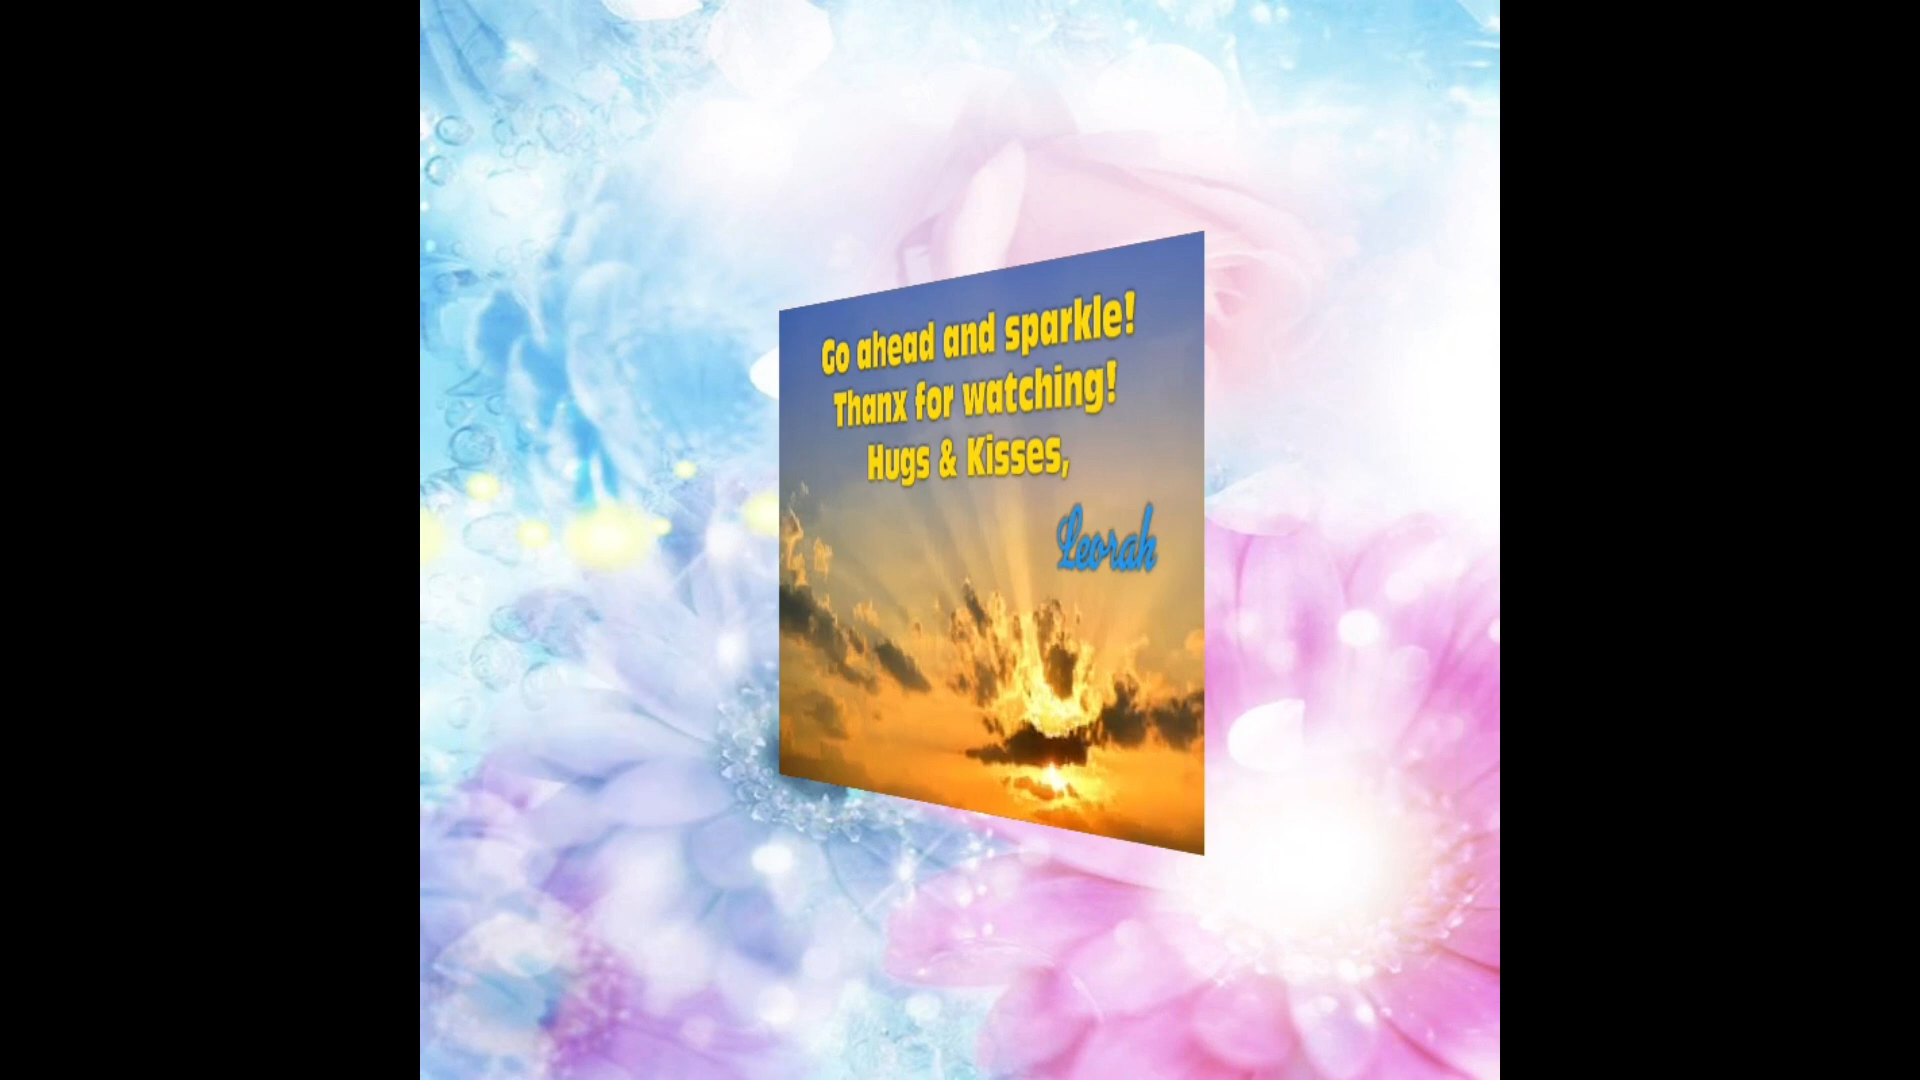 Go ahead and sparkle!
Thanx for watching!
Hugs & Kisses,
Leorah